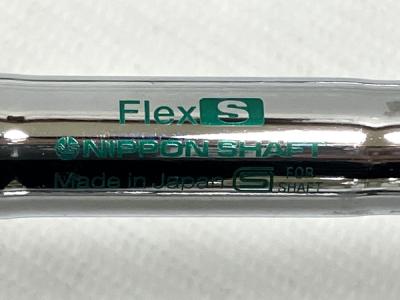 Flex S
NIPPON SHAFT
Made in Japan G FOR SHAFT